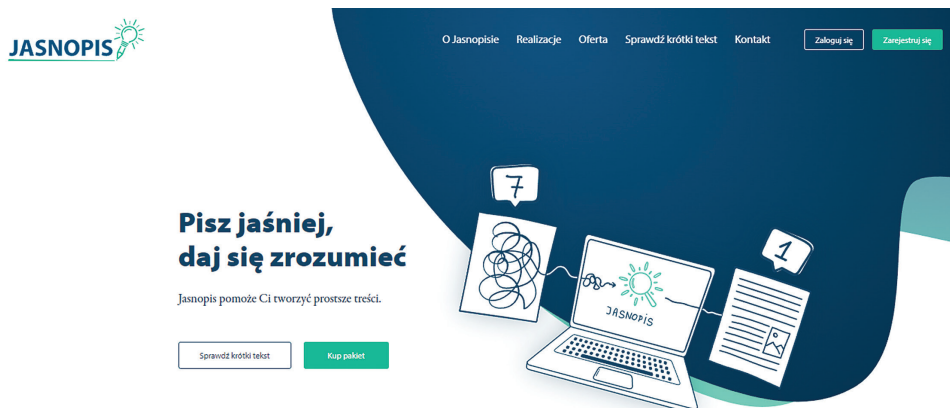 JASNOPIS
O Jasnopisie Realizacje Oferta Sprawdź krótki tekst Kontakt Zaloguj się Zarejestruj się
7
Pisz jaśniej,
daj się zrozumieć
1
Jasnopis pomoże Ci tworzyć prostsze treści.
JASNOPiS
Sprawdź krótki tekst Kup pakiet